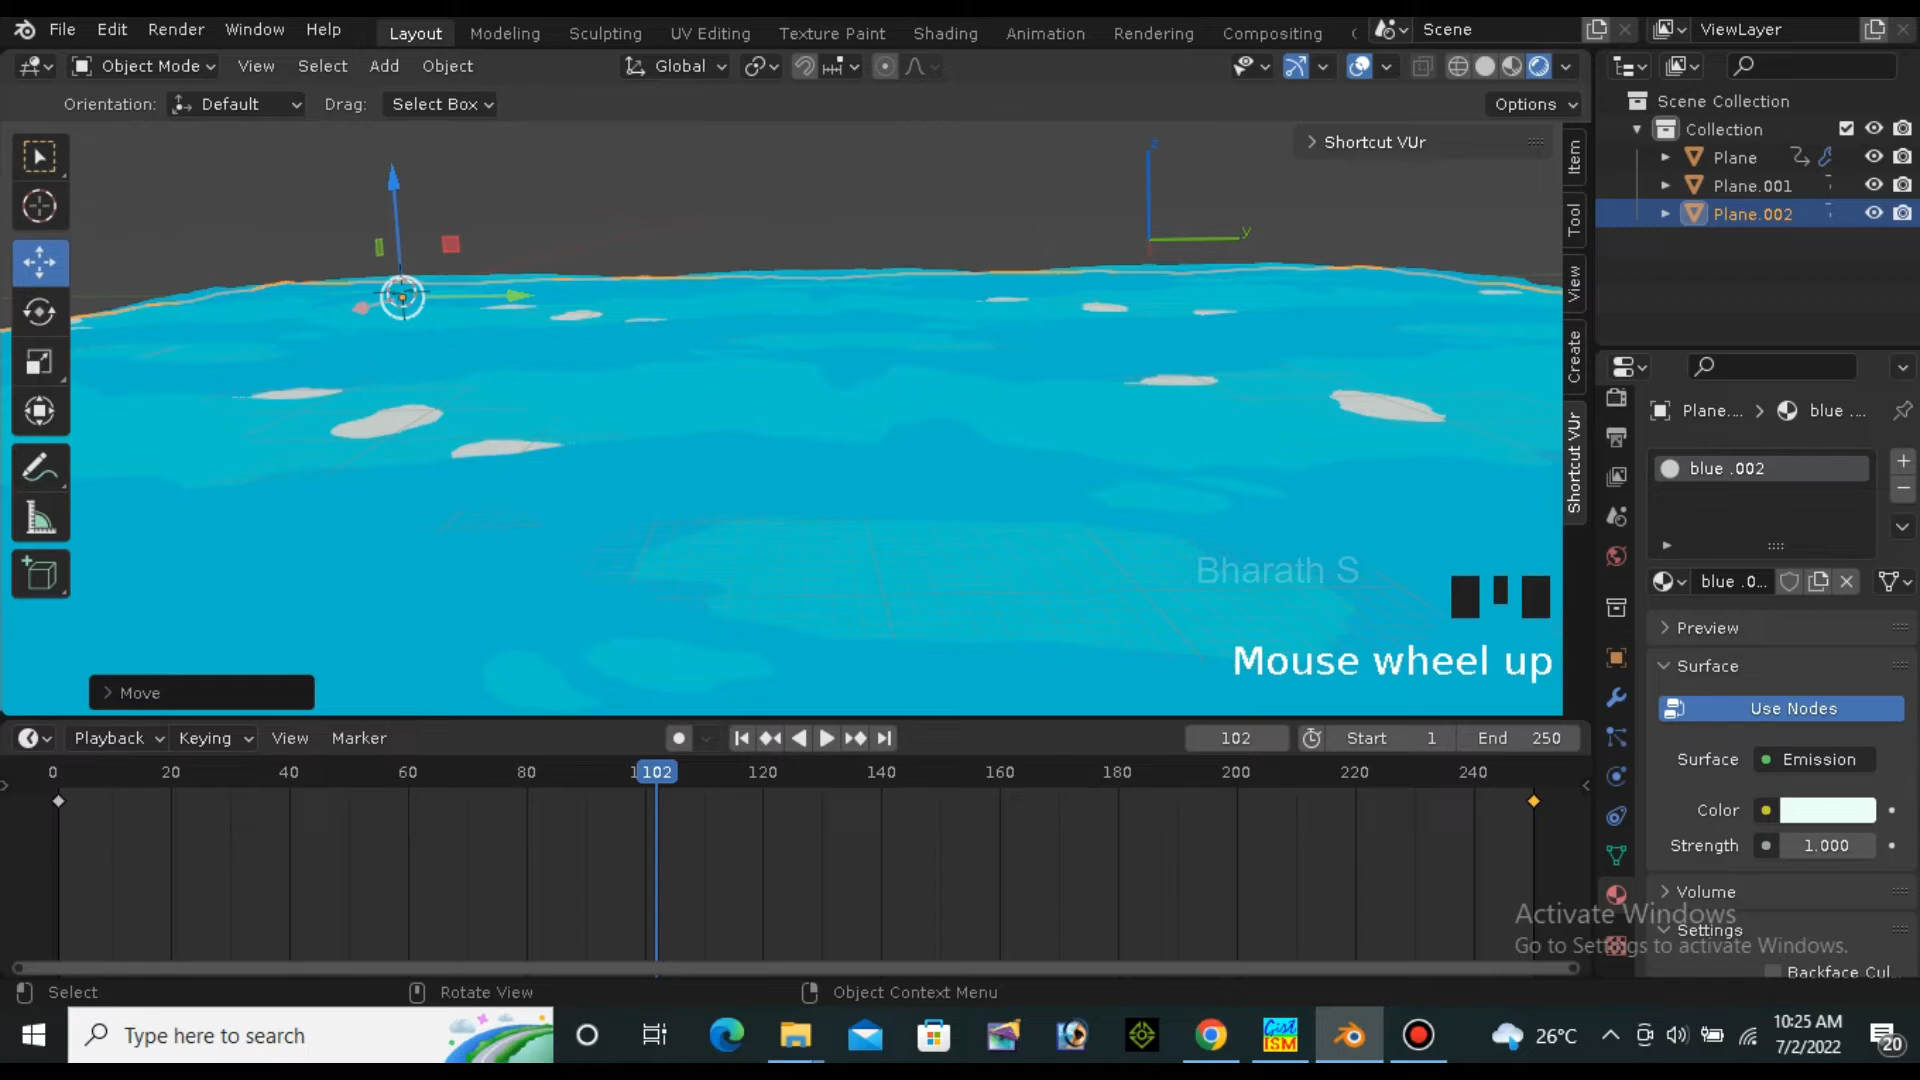 File Edit Render Window Help Layout Modeling Sculpting UV Editing Texture Paint Shading Animation Rendering Compositing Scene ViewLayer
Object Mode View Select Add Object Global
Orientation: Default Drag: Select Box Options
Shortcut VUr
Item
Tool
View
Create
Shortcut VUr
z
y
Scene Collection
Collection
Plane
Plane.001
Plane.002
Plane.... blue ....
blue .002
blue .0...
Preview
Surface
Use Nodes
Surface Emission
Color
Strength 1.000
Volume
Settings
Backface Cul...
Bharath S
Mouse wheel up
Move
Playback Keying View Marker 102 Start 1 End 250
0 20 40 60 80 102 120 140 160 180 200 220 240
Activate Windows
Go to Settings to activate Windows.
Select Rotate View Object Context Menu
Type here to search
Gist
ISM
26°C
10:25 AM
7/2/2022
20